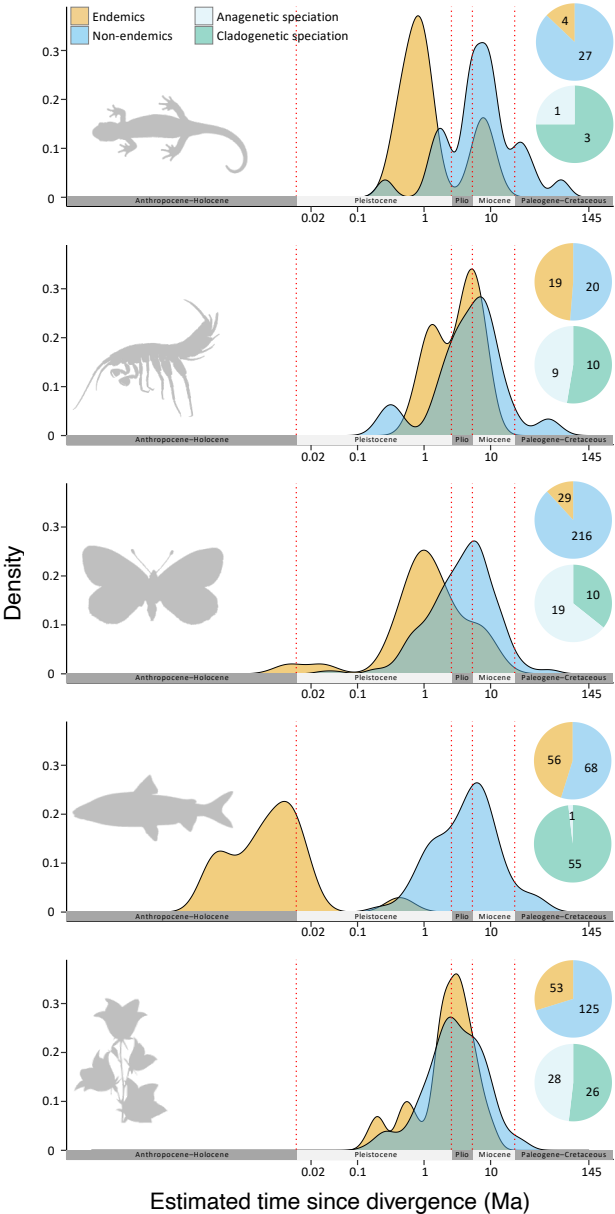 Endemics
Non-endemics
Anagenetic speciation
Cladogenetic speciation
4
27
1
3
0.3
0.2
0.1
0
Anthropocene–Holocene Pleistocene Plio Miocene Paleogene–Cretaceous
0.02 0.1 1 10 145
19 20
9 10
0.3
0.2
0.1
0
Anthropocene–Holocene Pleistocene Plio Miocene Paleogene–Cretaceous
0.02 0.1 1 10 145
29
216
10
19
0.3
0.2
0.1
0
Anthropocene–Holocene Pleistocene Plio Miocene Paleogene–Cretaceous
0.02 0.1 1 10 145
Density
56 68
1
55
0.3
0.2
0.1
0
Anthropocene–Holocene Pleistocene Plio Miocene Paleogene–Cretaceous
0.02 0.1 1 10 145
53
125
28
26
0.3
0.2
0.1
0
Anthropocene–Holocene Pleistocene Plio Miocene Paleogene–Cretaceous
0.02 0.1 1 10 145
Estimated time since divergence (Ma)